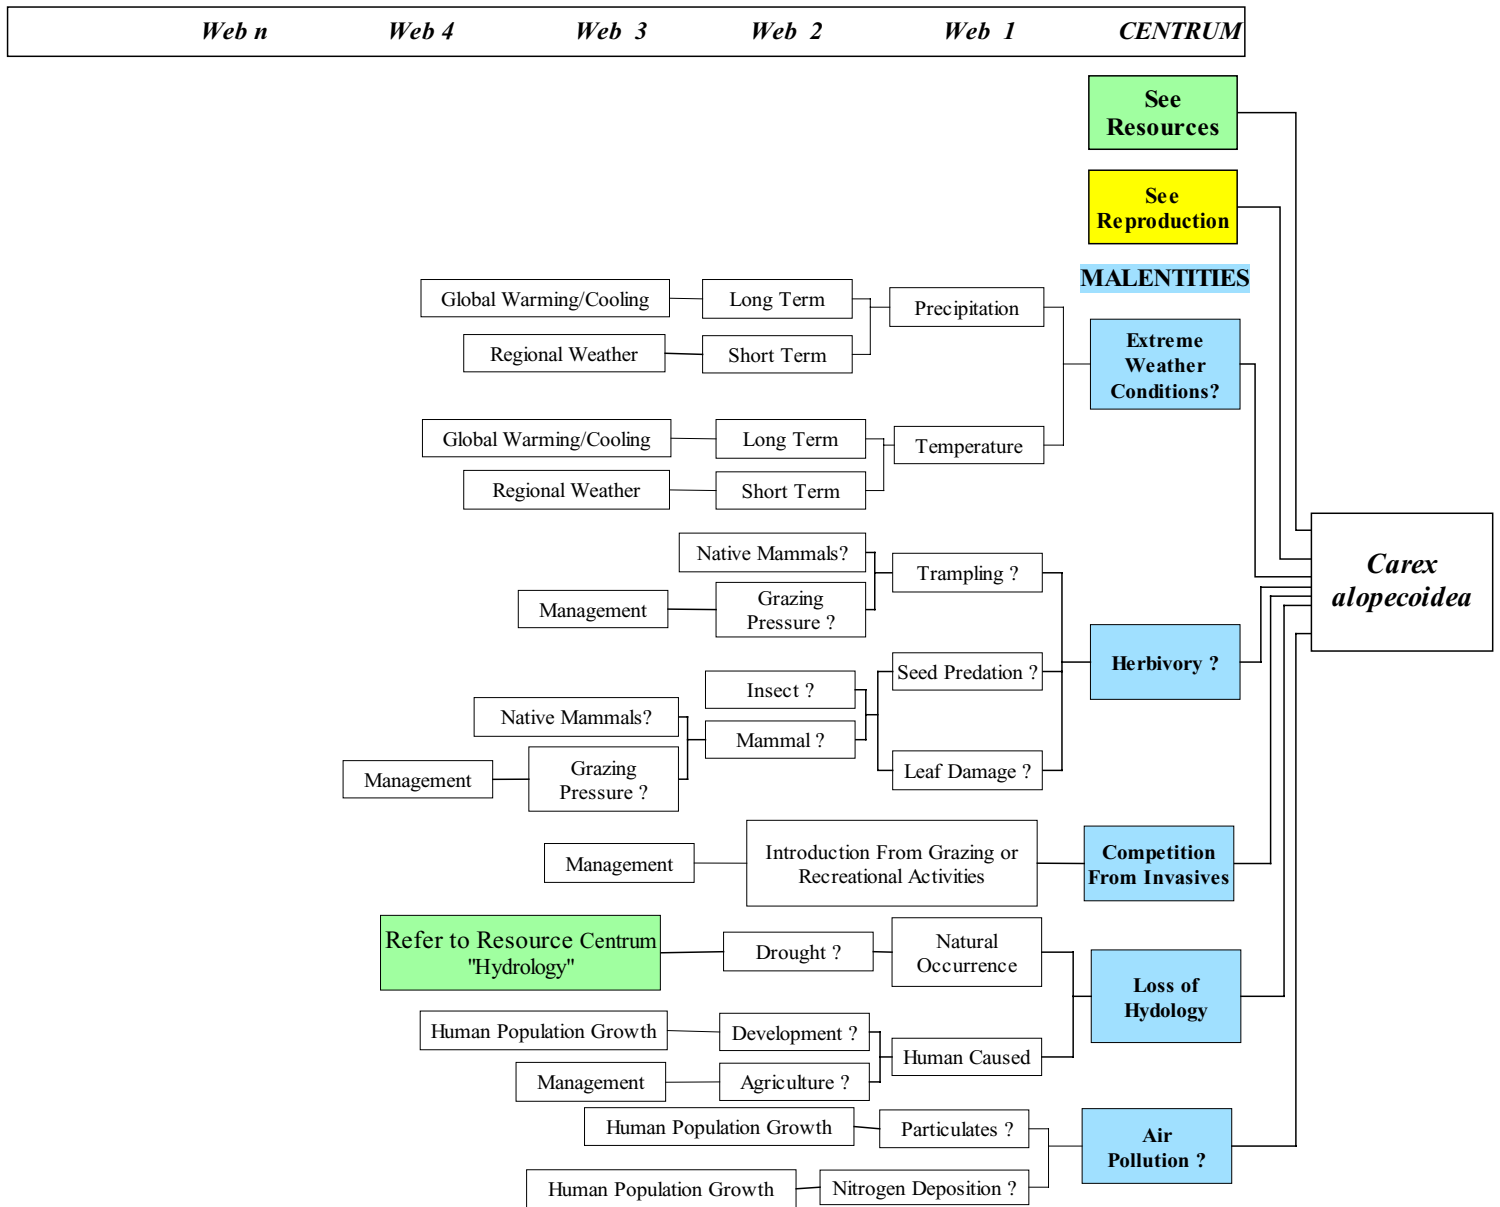 Web n Web 4 Web 3 Web 2 Web 1 CENTRUM
See
Resources
See
Reproduction
MALENTITIES
Global Warming/Cooling
Long Term
Precipitation
Regional Weather
Short Term
Extreme
Weather
Conditions?
Global Warming/Cooling
Long Term
Temperature
Regional Weather
Short Term
Native Mammals?
Trampling ?
Management
Grazing
Pressure ?
Carex
alopecoidea
Herbivory ?
Seed Predation ?
Insect ?
Native Mammals?
Mammal ?
Leaf Damage ?
Management
Grazing
Pressure ?
Management
Introduction From Grazing or
Recreational Activities
Competition
From Invasives
Refer to Resource Centrum
"Hydrology"
Drought ?
Natural
Occurrence
Loss of
Hydology
Human Population Growth
Development ?
Human Caused
Management
Agriculture ?
Human Population Growth
Particulates ?
Air
Pollution ?
Human Population Growth
Nitrogen Deposition ?